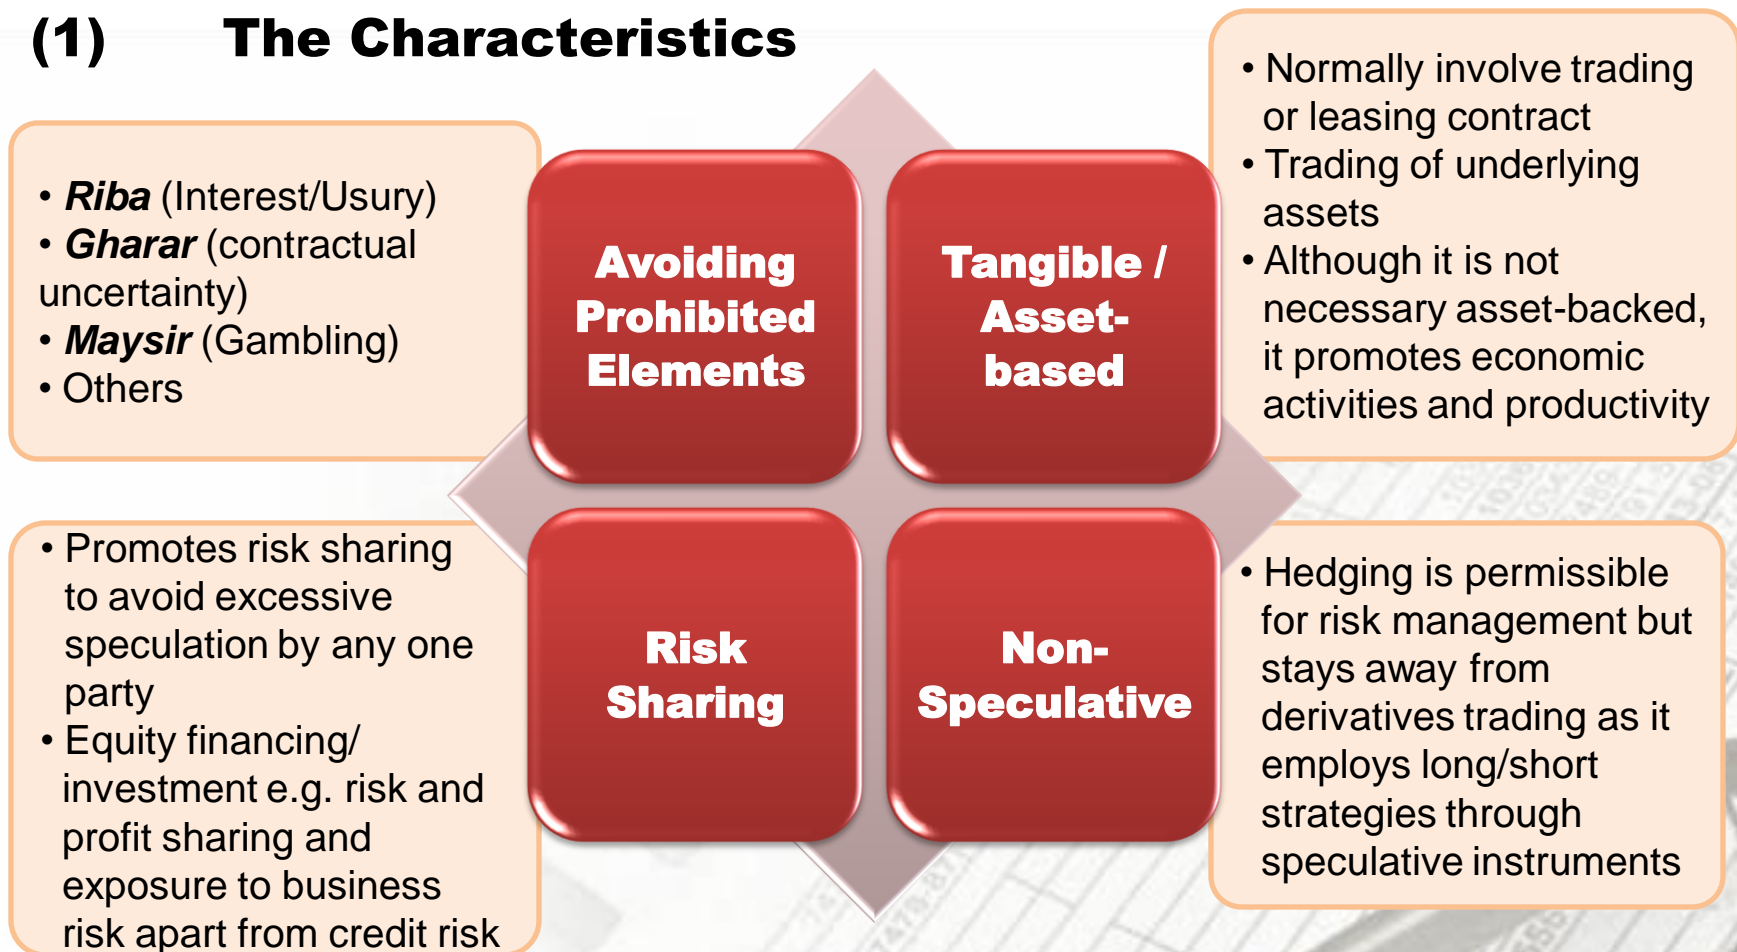 (1) The Characteristics
• Riba (Interest/Usury)
• Gharar (contractual
uncertainty)
• Maysir (Gambling)
• Others
Avoiding
Prohibited
Elements
Tangible /
Asset-
based
• Normally involve trading
or leasing contract
• Trading of underlying
assets
• Although it is not
necessary asset-backed,
it promotes economic
activities and productivity
• Promotes risk sharing
to avoid excessive
speculation by any one
party
• Equity financing/
investment e.g. risk and
profit sharing and
exposure to business
risk apart from credit risk
Risk
Sharing
Non-
Speculative
• Hedging is permissible
for risk management but
stays away from
derivatives trading as it
employs long/short
strategies through
speculative instruments